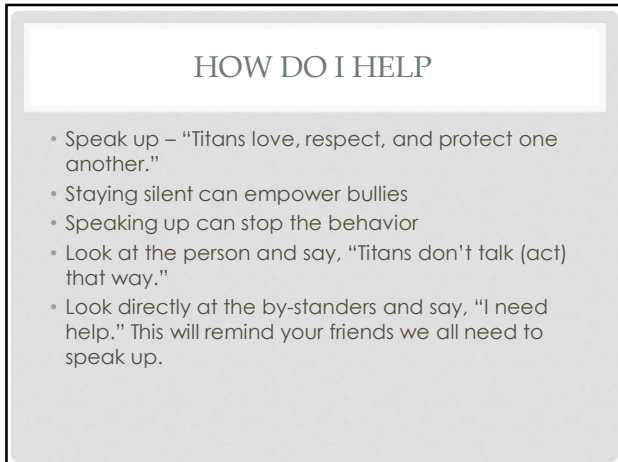 HOW DO I HELP
• Speak up – “Titans love, respect, and protect one
another.”
• Staying silent can empower bullies
• Speaking up can stop the behavior
• Look at the person and say, “Titans don’t talk (act)
that way.”
• Look directly at the by-standers and say, “I need
help.” This will remind your friends we all need to
speak up.